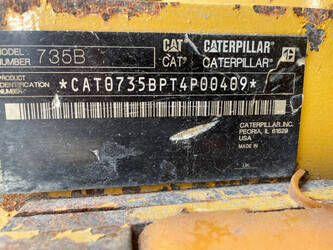 MODEL NUMBER 735B
CAT CATERPILLAR
CAT® CATERPILLAR®
PRODUCT IDENTIFICATION NUMBER
*CAT0735BPT4P00409*
CATERPILLAR, INC.
PEORIA, IL 61629
USA
MADE IN